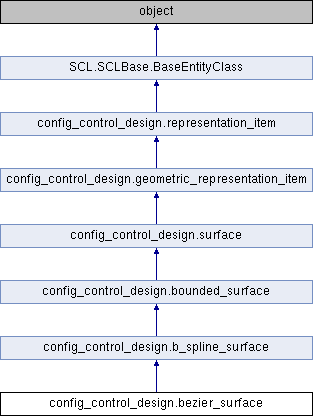 object
SCL.SCLBase.BaseEntityClass
config_control_design.representation_item
config_control_design.geometric_representation_item
config_control_design.surface
config_control_design.bounded_surface
config_control_design.b_spline_surface
config_control_design.bezier_surface